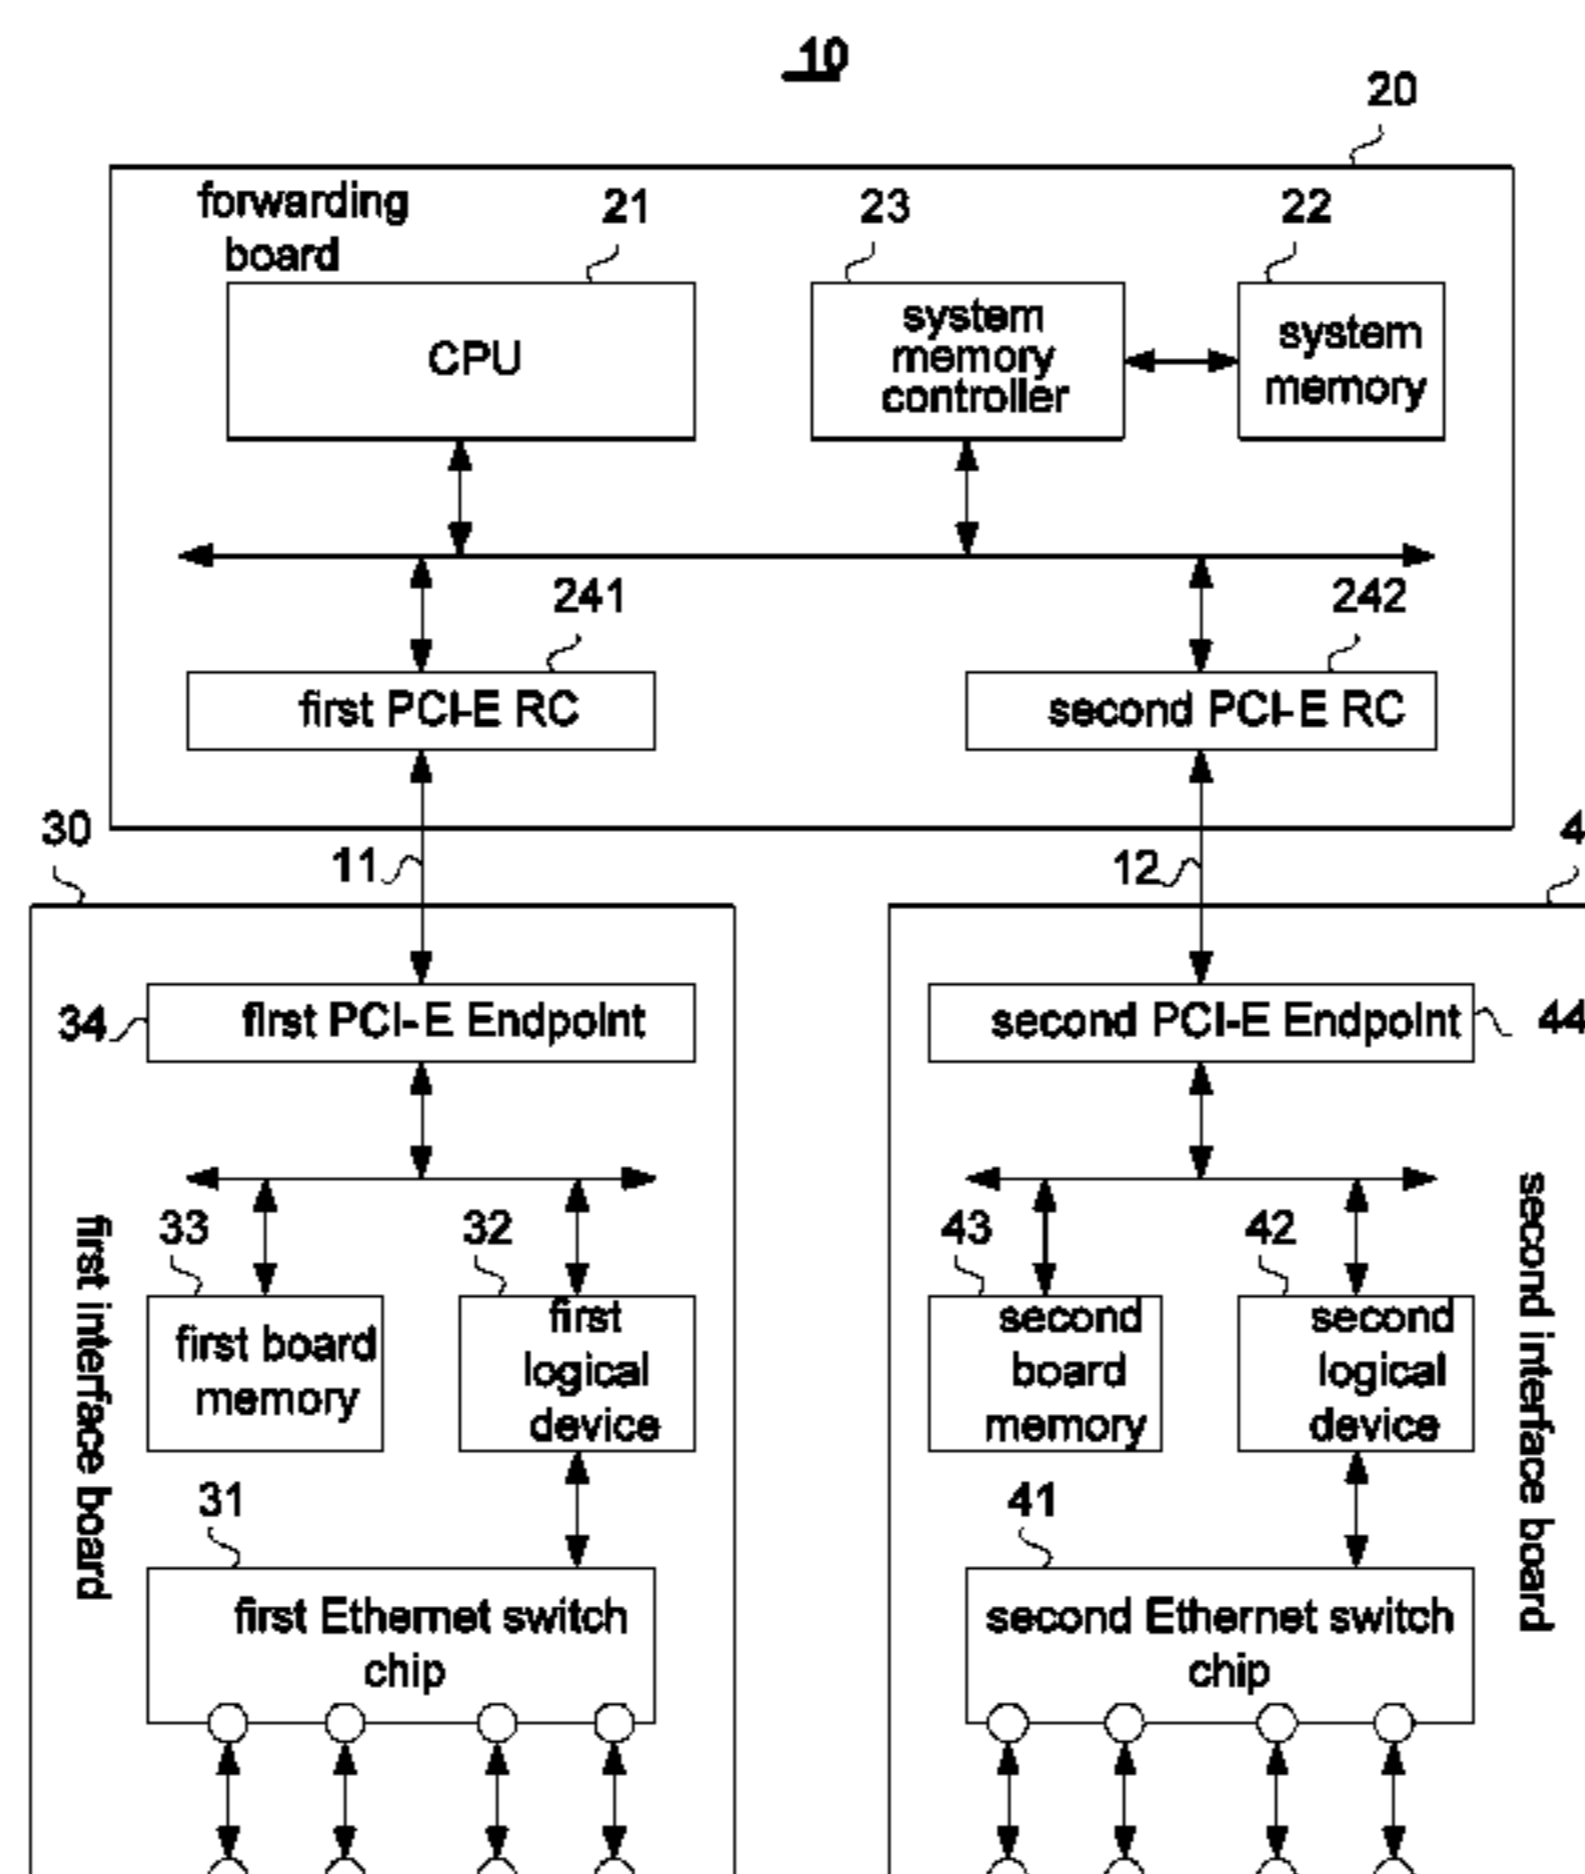 10
20
forwarding
board
21
23
22
CPU
system
memory
controller
system
memory
241
242
first PCI-E RC
second PCI-E RC
30
11
12
4
34
first PCI-E Endpoint
second PCI-E Endpoint
44
first interface board
second interface board
33
32
43
42
first board
memory
first
logical
device
second
board
memory
second
logical
device
31
41
first Ethernet switch
chip
second Ethernet switch
chip